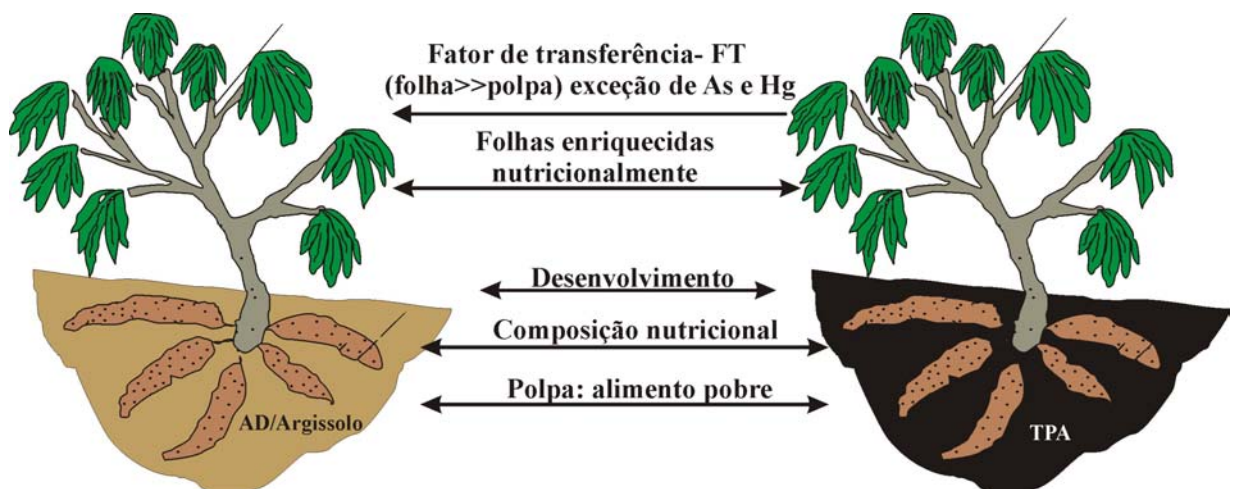 Fator de transferência- FT
(folha>>polpa) exceção de As e Hg
Folhas enriquecidas
nutricionalmente
Desenvolvimento
Composição nutricional
Polpa: alimento pobre
AD/Argissolo
TPA